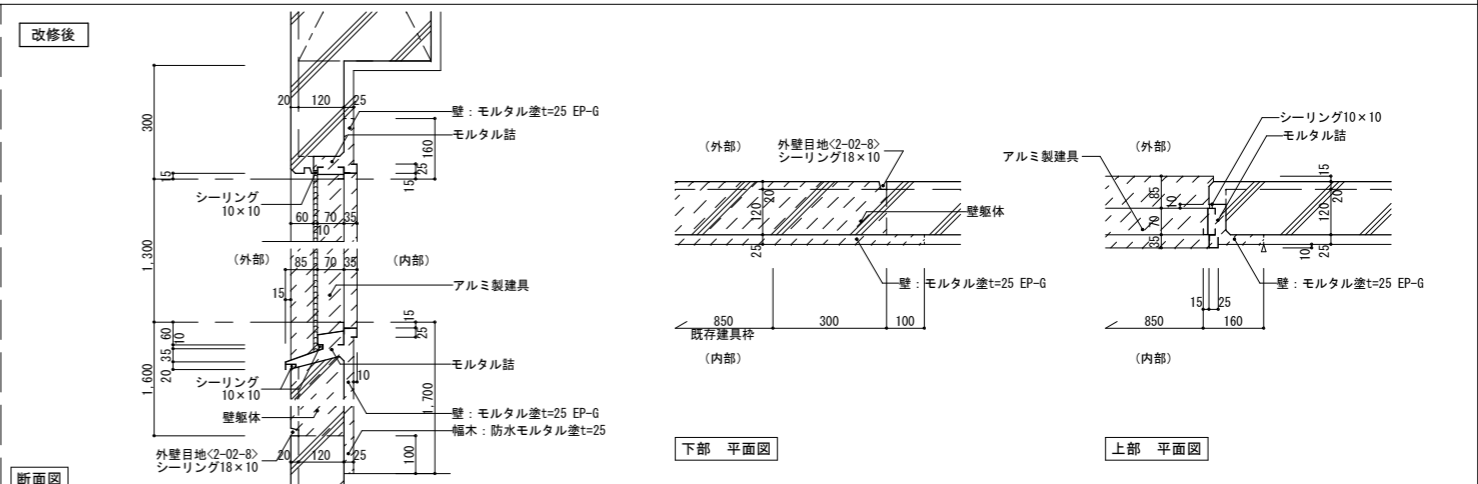 改修後
20 120 25
壁：モルタル塗t=25 EP-G
モルタル詰
300
160
25
15
15
シーリング
10×10
60 70 35
10
1,300
(外部)
85 70 35
(内部)
アルミ製建具
15
15
25
60
10
35
20
1,600
モルタル詰
シーリング
10×10
10
1,700
壁：モルタル塗t=25 EP-G
壁躯体
幅木：防水モルタル塗t=25
外壁目地<2-02-8>
シーリング18×10
20 120 25
100
断面図
(外部)
外壁目地<2-02-8>
シーリング18×10
20
120
壁躯体
25
壁：モルタル塗t=25 EP-G
850 300 100
既存建具枠
(内部)
下部 平面図
シーリング10×10
モルタル詰
(外部)
アルミ製建具
15
85
10
20
120
70
35
25
10
壁：モルタル塗t=25 EP-G
15 25
850 160
(内部)
上部 平面図